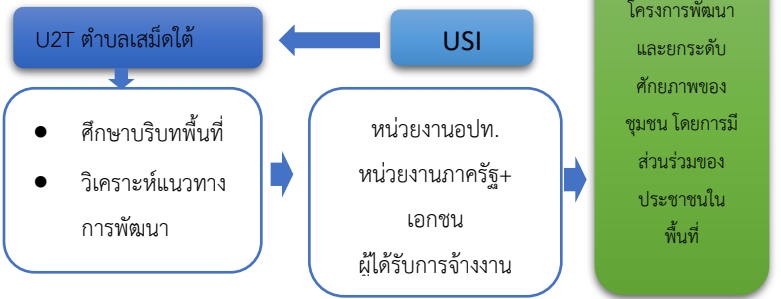 U2T ตำบลเสม็ดใต้
USI
● ศึกษาบริบทพื้นที่
● วิเคราะห์แนวทาง
การพัฒนา
หน่วยงานอปท.
หน่วยงานภาครัฐ+
เอกชน
ผู้ได้รับการจ้างงาน
โครงการพัฒนา
และยกระดับ
ศักยภาพของ
ชุมชน โดยการมี
ส่วนร่วมของ
ประชาชนใน
พื้นที่